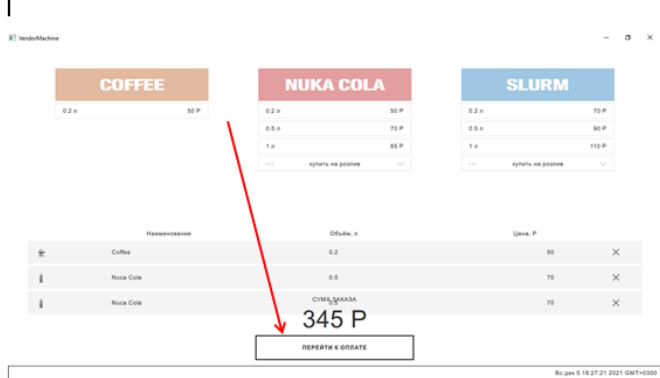 VendorMachine
COFFEE
0.2 л 50 Р
NUKA COLA
0.2 л 50 Р
0.5 л 70 Р
1 л 85 Р
... купить на розлив
SLURM
0.2 л 70 Р
0.5 л 90 Р
1 л 110 Р
... купить на розлив
Наименование Объём, л Цена, Р
Coffee 0.2 50
Nuca Cola 0.5 70
Nuca Cola 0.5 70
СУМА ЗАКАЗА
345 Р
ПЕРЕЙТИ К ОПЛАТЕ
Вс дек 5 18:27:21 2021 GMT+0300